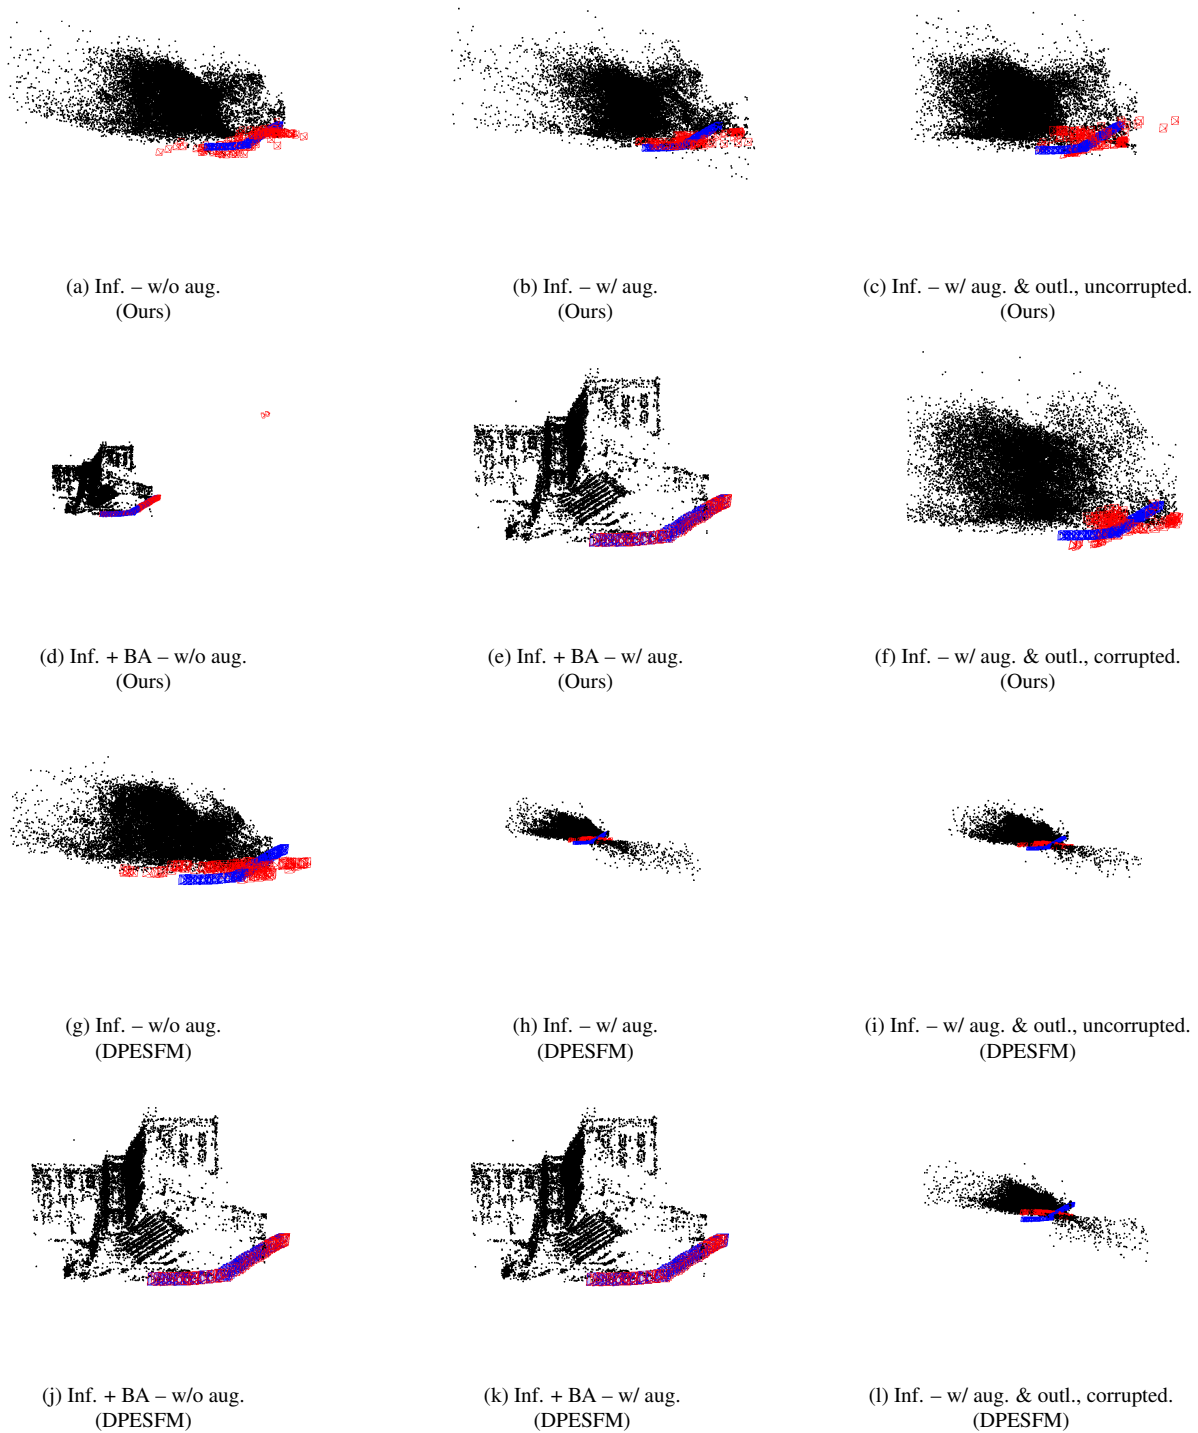 (a) Inf. – w/o aug.
(Ours)
(b) Inf. – w/ aug.
(Ours)
(c) Inf. – w/ aug. & outl., uncorrupted.
(Ours)
(d) Inf. + BA – w/o aug.
(Ours)
(e) Inf. + BA – w/ aug.
(Ours)
(f) Inf. – w/ aug. & outl., corrupted.
(Ours)
(g) Inf. – w/o aug.
(DPESFM)
(h) Inf. – w/ aug.
(DPESFM)
(i) Inf. – w/ aug. & outl., uncorrupted.
(DPESFM)
(j) Inf. + BA – w/o aug.
(DPESFM)
(k) Inf. + BA – w/ aug.
(DPESFM)
(l) Inf. – w/ aug. & outl., corrupted.
(DPESFM)